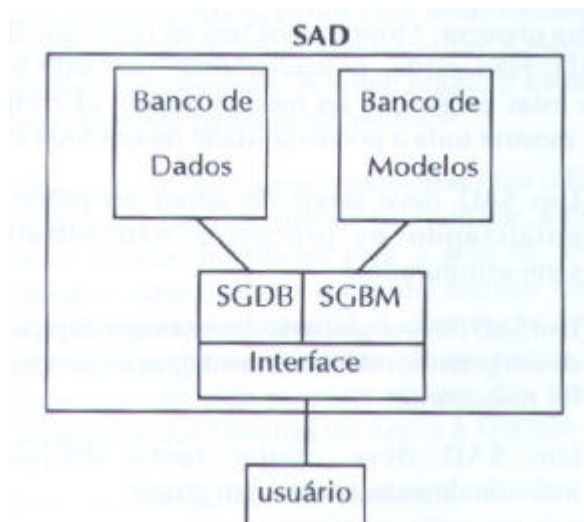 SAD
Banco de
Dados
Banco de
Modelos
SGDB
SGBM
Interface
usuário